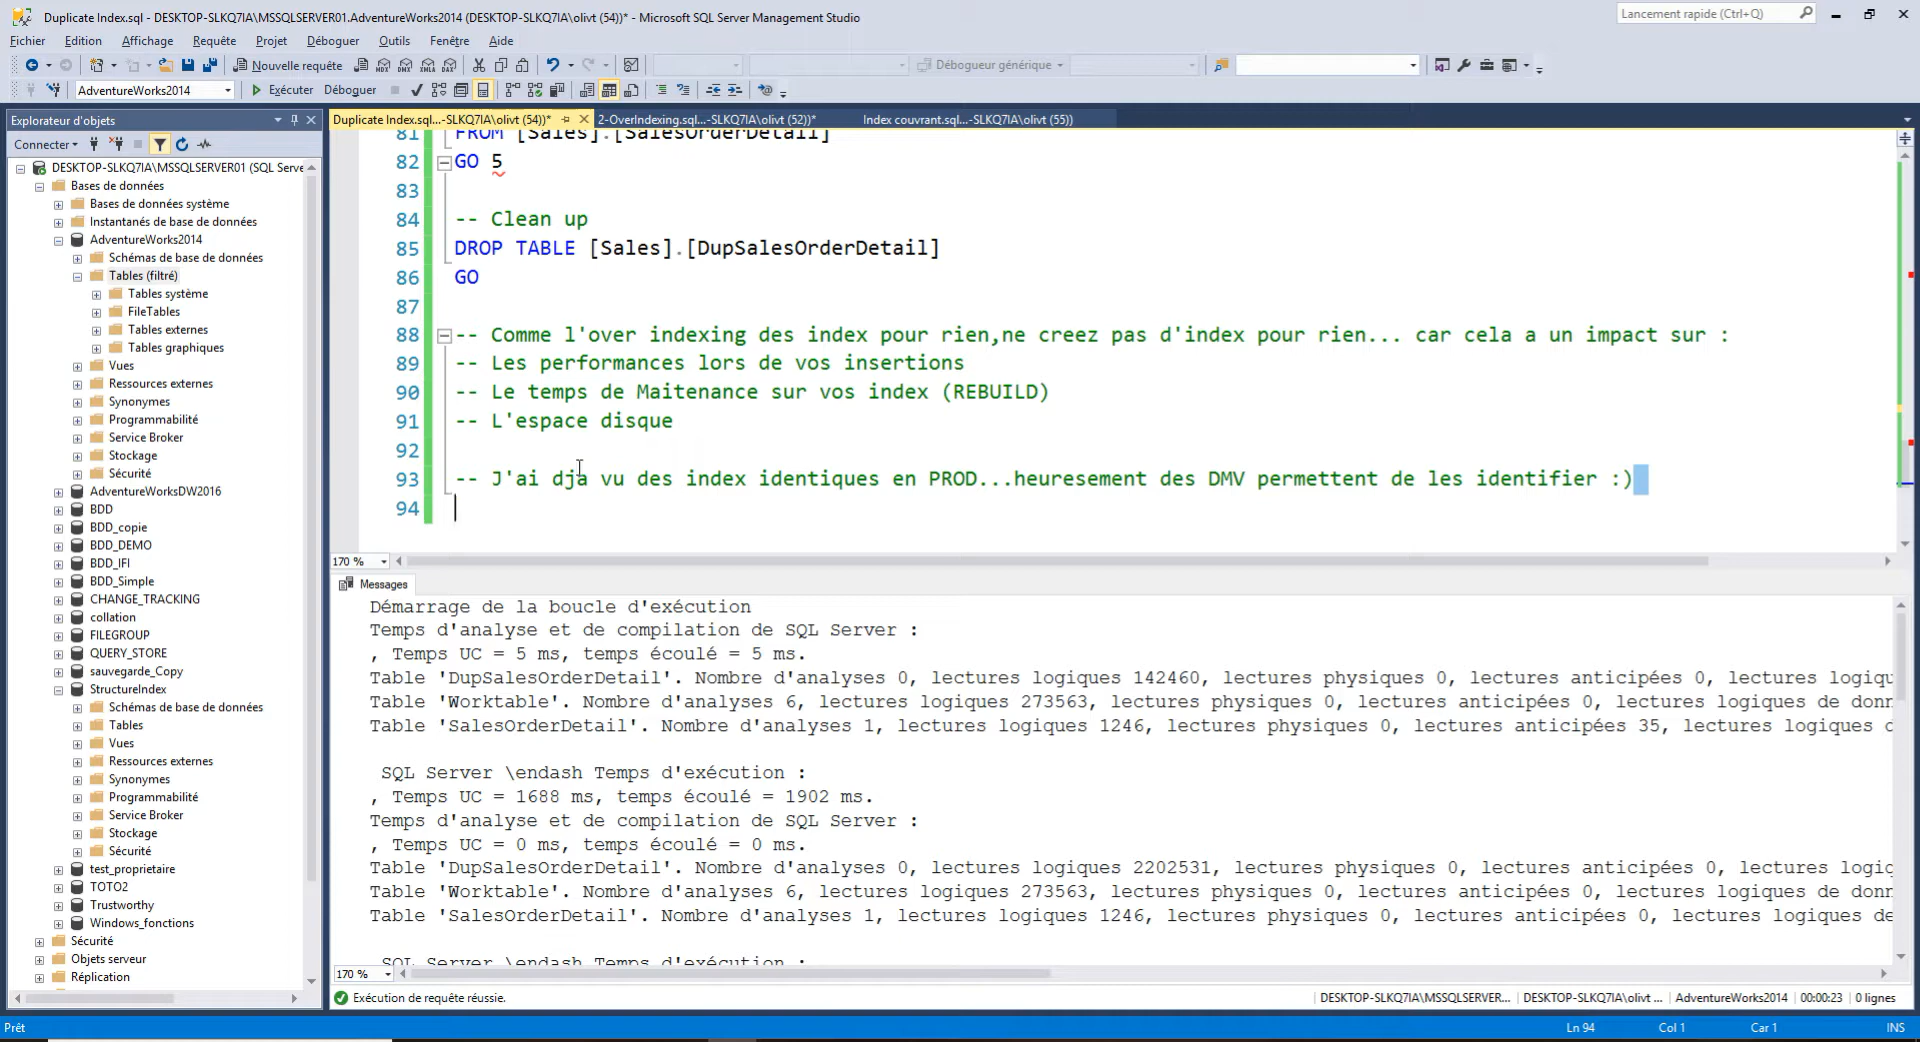 Duplicate Index.sql - DESKTOP-SLKQ7IA\MSSQLSERVER01.AdventureWorks2014 (DESKTOP-SLKQ7IA\olivt (54))* - Microsoft SQL Server Management Studio
Lancement rapide (Ctrl+Q)
Fichier Edition Affichage Requête Projet Déboguer Outils Fenêtre Aide
Nouvelle requête MDX DMX XMLA DAX Débogueur générique
AdventureWorks2014 Exécuter Déboguer
Explorateur d'objets
Connecter
DESKTOP-SLKQ7IA\MSSQLSERVER01 (SQL Serve
Bases de données
Bases de données système
Instantanés de base de données
AdventureWorks2014
Schémas de base de données
Tables (filtré)
Tables système
FileTables
Tables externes
Tables graphiques
Vues
Ressources externes
Synonymes
Programmabilité
Service Broker
Stockage
Sécurité
AdventureWorksDW2016
BDD
BDD_copie
BDD_DEMO
BDD_IFI
BDD_Simple
CHANGE_TRACKING
collation
FILEGROUP
QUERY_STORE
sauvegarde_Copy
StructureIndex
Schémas de base de données
Tables
Vues
Ressources externes
Synonymes
Programmabilité
Service Broker
Stockage
Sécurité
test_proprietaire
TOTO2
Trustworthy
Windows_fonctions
Sécurité
Objets serveur
Réplication
Duplicate Index.sql...-SLKQ7IA\olivt (54))* 2-OverIndexing.sql...-SLKQ7IA\olivt (52))* Index couvrant.sql...-SLKQ7IA\olivt (55))
81 FROM [Sales].[SalesOrderDetail]
82 GO 5
83
84 -- Clean up
85 DROP TABLE [Sales].[DupSalesOrderDetail]
86 GO
87
88 -- Comme l'over indexing des index pour rien,ne creez pas d'index pour rien... car cela a un impact sur :
89 -- Les performances lors de vos insertions
90 -- Le temps de Maitenance sur vos index (REBUILD)
91 -- L'espace disque
92
93 -- J'ai dja vu des index identiques en PROD...heuresement des DMV permettent de les identifier :)
94
170 %
Messages
Démarrage de la boucle d'exécution
Temps d'analyse et de compilation de SQL Server :
, Temps UC = 5 ms, temps écoulé = 5 ms.
Table 'DupSalesOrderDetail'. Nombre d'analyses 0, lectures logiques 142460, lectures physiques 0, lectures anticipées 0, lectures logiqu
Table 'Worktable'. Nombre d'analyses 6, lectures logiques 273563, lectures physiques 0, lectures anticipées 0, lectures logiques de donn
Table 'SalesOrderDetail'. Nombre d'analyses 1, lectures logiques 1246, lectures physiques 0, lectures anticipées 35, lectures logiques d
SQL Server \endash Temps d'exécution :
, Temps UC = 1688 ms, temps écoulé = 1902 ms.
Temps d'analyse et de compilation de SQL Server :
, Temps UC = 0 ms, temps écoulé = 0 ms.
Table 'DupSalesOrderDetail'. Nombre d'analyses 0, lectures logiques 2202531, lectures physiques 0, lectures anticipées 0, lectures logic
Table 'Worktable'. Nombre d'analyses 6, lectures logiques 273563, lectures physiques 0, lectures anticipées 0, lectures logiques de donn
Table 'SalesOrderDetail'. Nombre d'analyses 1, lectures logiques 1246, lectures physiques 0, lectures anticipées 0, lectures logiques de
SQL Server \endash Temps d'exécution :
170 %
Exécution de requête réussie. DESKTOP-SLKQ7IA\MSSQLSERVER... DESKTOP-SLKQ7IA\olivt ... AdventureWorks2014 00:00:23 0 lignes
Prêt Ln 94 Col 1 Car 1 INS